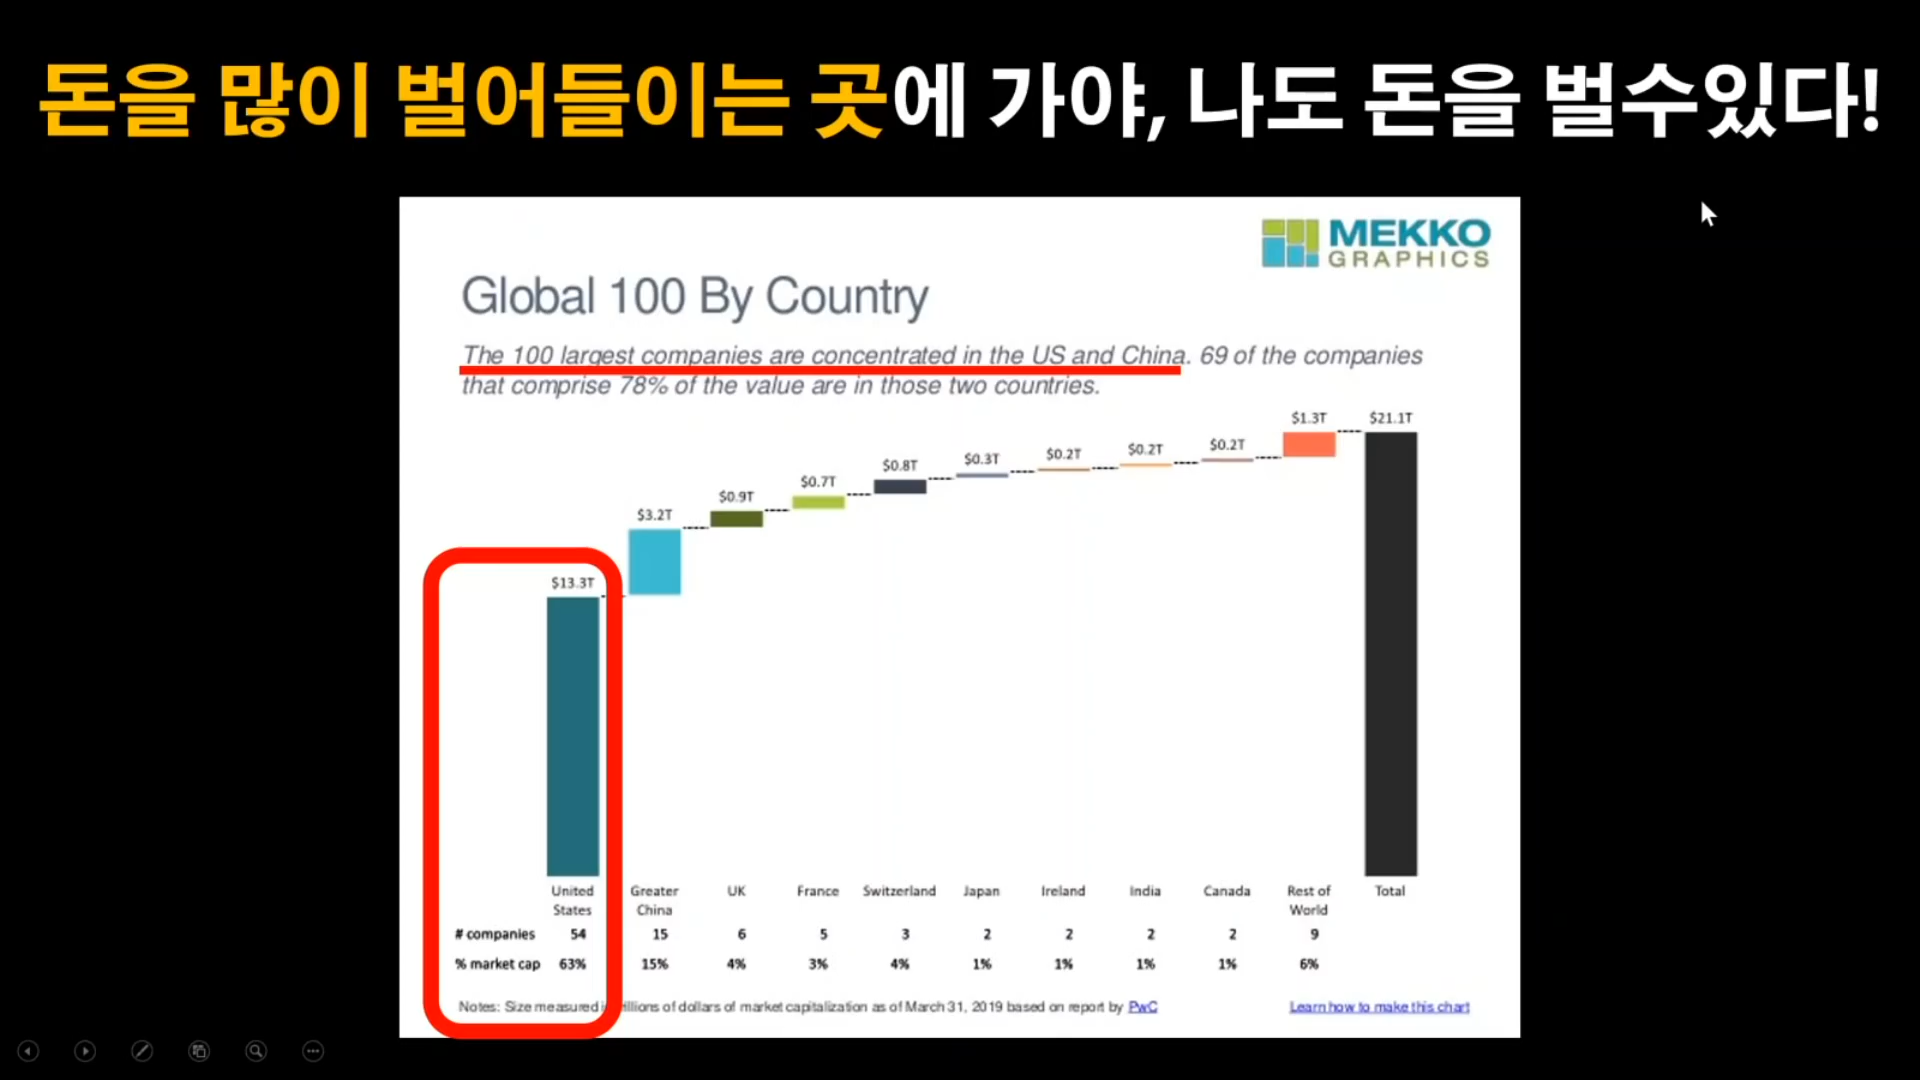 돈을 많이 벌어들이는 곳에 가야, 나도 돈을 벌수있다!
MEKKO
GRAPHICS
Global 100 By Country
The 100 largest companies are concentrated in the US and China. 69 of the companies
that comprise 78% of the value are in those two countries.
$13.3T $3.2T $0.9T $0.7T $0.8T $0.3T $0.2T $0.2T $0.2T $1.3T $21.1T
United States Greater China UK France Switzerland Japan Ireland India Canada Rest of World Total
# companies 54 15 6 5 3 2 2 2 2 9
% market cap 63% 15% 4% 3% 4% 1% 1% 1% 1% 6%
Notes: Size measured illions of dollars of market capitalization as of March 31, 2019 based on report by PwC
Learn how to make this chart